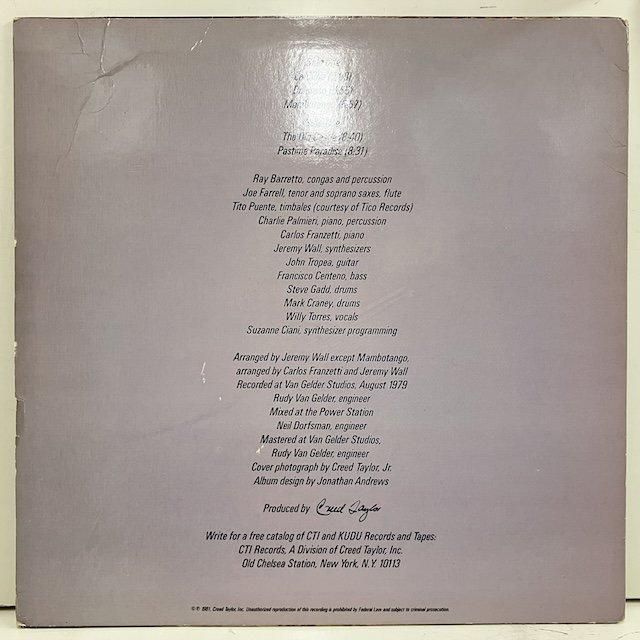 Mambotango
The Old Castle (8:40)
Pastime Paradise (8:31)
Ray Barretto, congas and percussion
Joe Farrell, tenor and soprano saxes, flute
Tito Puente, timbales (courtesy of Tico Records)
Charlie Palmieri, piano, percussion
Carlos Franzetti, piano
Jeremy Wall, synthesizers
John Tropea, guitar
Francisco Centeno, bass
Steve Gadd, drums
Mark Craney, drums
Willy Torres, vocals
Suzanne Ciani, synthesizer programming
Arranged by Jeremy Wall except Mambotango,
arranged by Carlos Franzetti and Jeremy Wall
Recorded at Van Gelder Studios, August 1979
Rudy Van Gelder, engineer
Mixed at the Power Station
Neil Dorfsman, engineer
Mastered at Van Gelder Studios,
Rudy Van Gelder, engineer
Cover photograph by Creed Taylor, Jr.
Album design by Jonathan Andrews
Produced by Creed Taylor
Write for a free catalog of CTI and KUDU Records and Tapes:
CTI Records, A Division of Creed Taylor, Inc.
Old Chelsea Station, New York, N.Y. 10113
© ℗ 1981, Creed Taylor, Inc. Unauthorized reproduction of this recording is prohibited by Federal Law and subject to criminal prosecution.